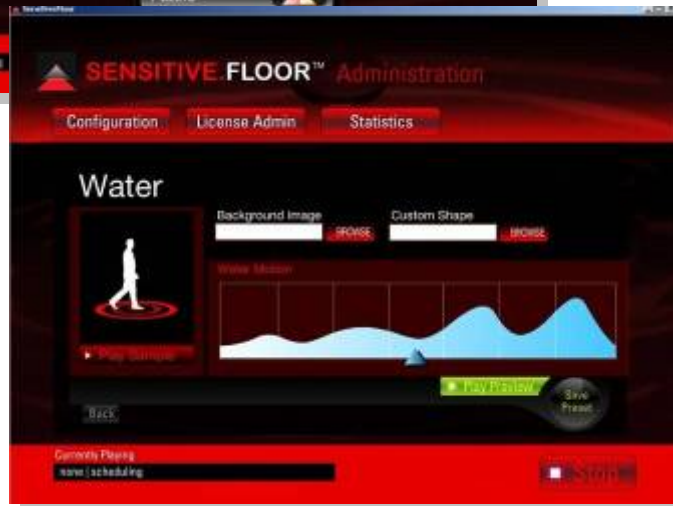 SensitiveFloor
SENSITIVE.FLOOR™ Administration
Configuration License Admin Statistics
Water
Background Image Custom Shape
BROWSE BROWSE
Water Motion
Play Sample
Play Preview
Save
Preset
Back
Currently Playing
none | scheduling
Stop